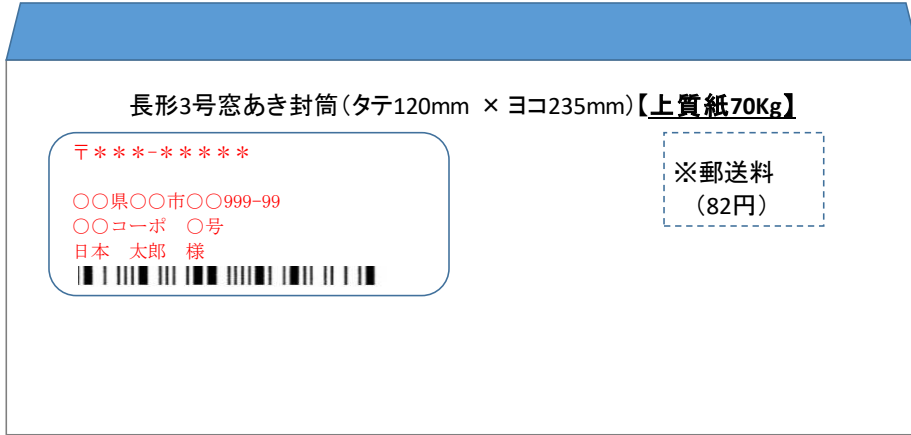 長形3号窓あき封筒(タテ120mm × ヨコ235mm)【上質紙70Kg】
〒***-*****
○○県○○市○○999-99
○○コーポ　○号
日本　太郎　様
※郵送料
（82円）